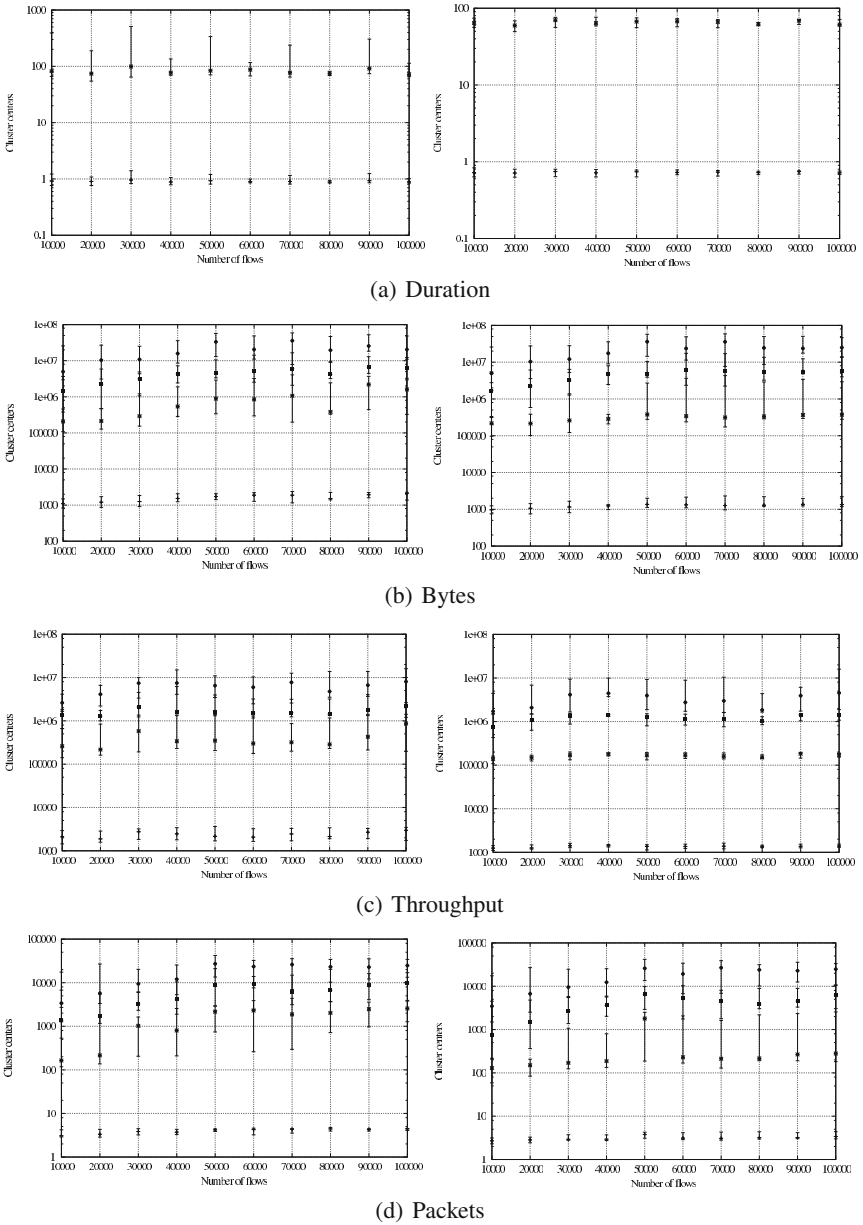 1000
100
10
1
0.1
Cluster centers
10000 20000 30000 40000 50000 60000 70000 80000 90000 100000
Number of flows
100
10
1
0.1
Cluster centers
10000 20000 30000 40000 50000 60000 70000 80000 90000 100000
Number of flows
(a) Duration
1e+08
1e+07
1e+06
100000
10000
1000
100
Cluster centers
10000 20000 30000 40000 50000 60000 70000 80000 90000 100000
Number of flows
1e+08
1e+07
1e+06
100000
10000
1000
100
Cluster centers
10000 20000 30000 40000 50000 60000 70000 80000 90000 100000
Number of flows
(b) Bytes
1e+08
1e+07
1e+06
100000
10000
1000
Cluster centers
10000 20000 30000 40000 50000 60000 70000 80000 90000 100000
Number of flows
1e+08
1e+07
1e+06
100000
10000
1000
Cluster centers
10000 20000 30000 40000 50000 60000 70000 80000 90000 100000
Number of flows
(c) Throughput
100000
10000
1000
100
10
1
Cluster centers
10000 20000 30000 40000 50000 60000 70000 80000 90000 100000
Number of flows
100000
10000
1000
100
10
1
Cluster centers
10000 20000 30000 40000 50000 60000 70000 80000 90000 100000
Number of flows
(d) Packets